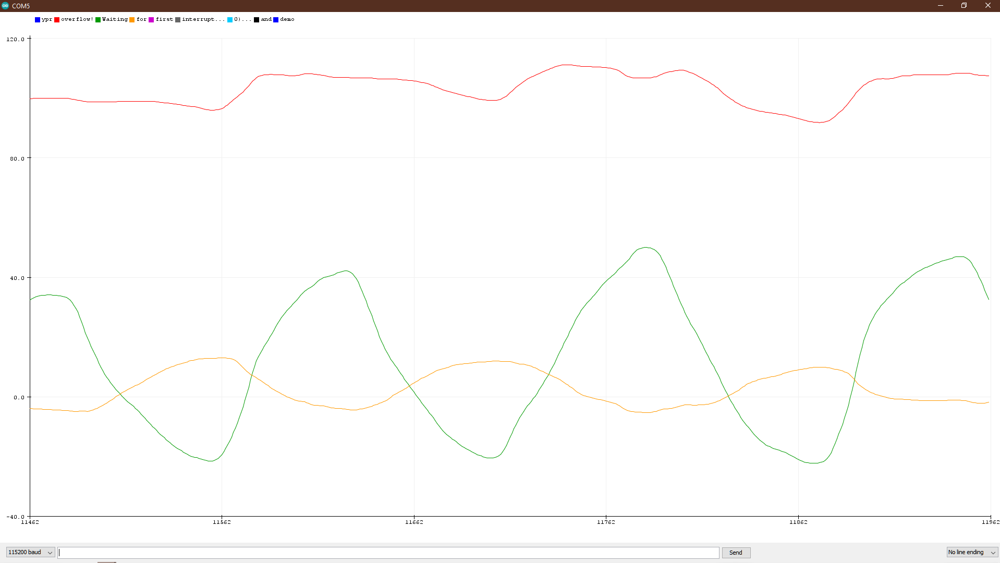 COM5
ypr overflow! Waiting for first interrupt... 0)... and demo
120.0
80.0
40.0
0.0
-40.0
11462 11562 11662 11762 11862 11962
115200 baud Send No line ending